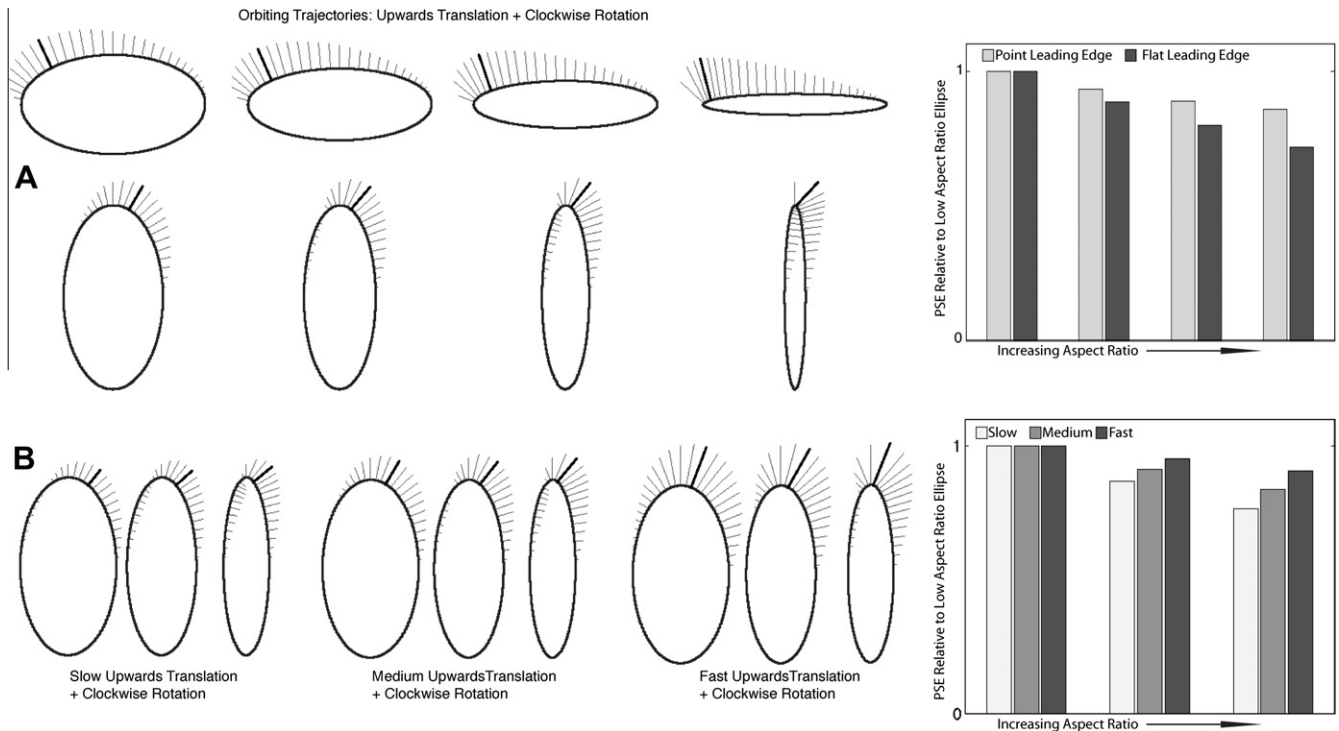 Orbiting Trajectories: Upwards Translation + Clockwise Rotation
A
PSE Relative to Low Aspect Ratio Ellipse
1
0
Point Leading Edge Flat Leading Edge
Increasing Aspect Ratio
B
Slow Upwards Translation
+ Clockwise Rotation
Medium UpwardsTranslation
+ Clockwise Rotation
Fast UpwardsTranslation
+ Clockwise Rotation
PSE Relative to Low Aspect Ratio Ellipse
1
0
Slow Medium Fast
Increasing Aspect Ratio